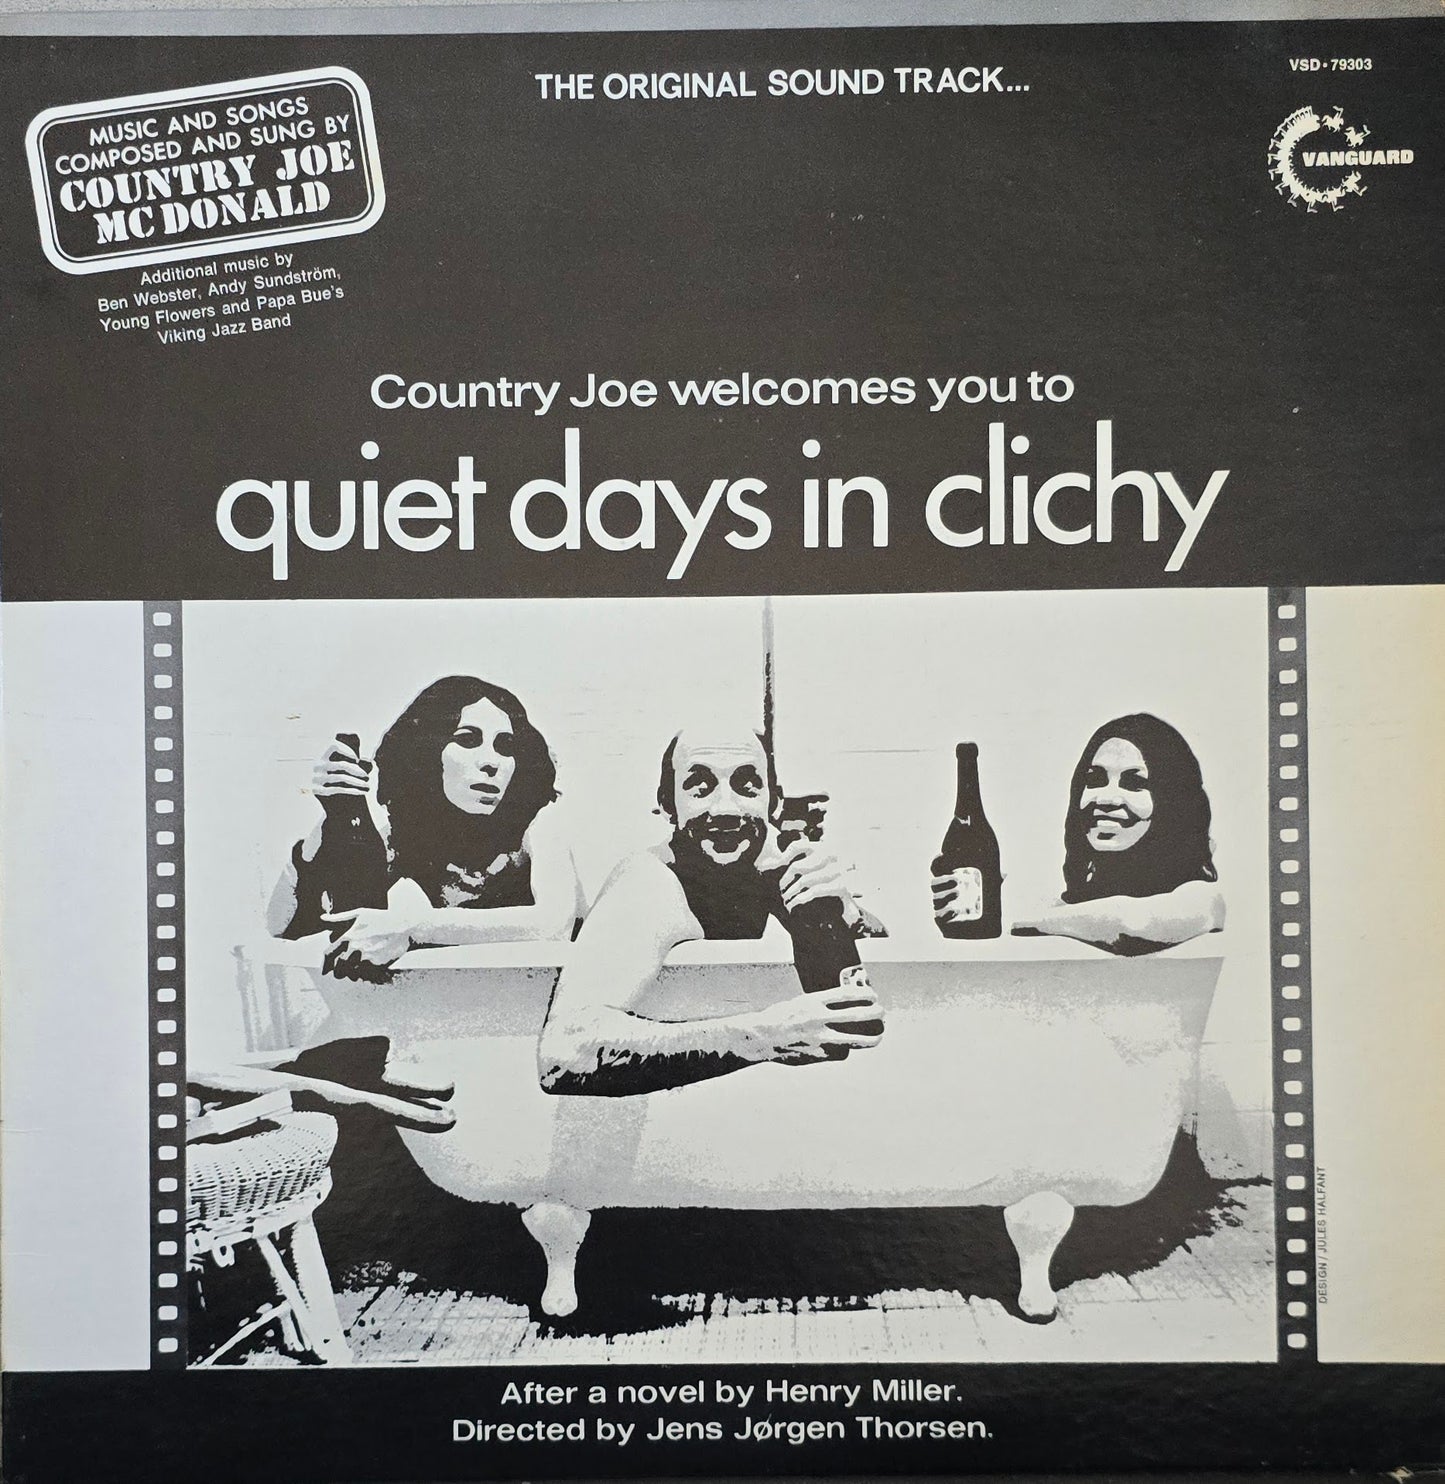 THE ORIGINAL SOUND TRACK...
VSD • 79303
VANGUARD
MUSIC AND SONGS
COMPOSED AND SUNG BY
COUNTRY JOE
MC DONALD
Additional music by
Ben Webster, Andy Sundström,
Young Flowers and Papa Bue's
Viking Jazz Band
Country Joe welcomes you to
quiet days in clichy
DESIGN / JULES HALFANT
After a novel by Henry Miller.
Directed by Jens Jørgen Thorsen.